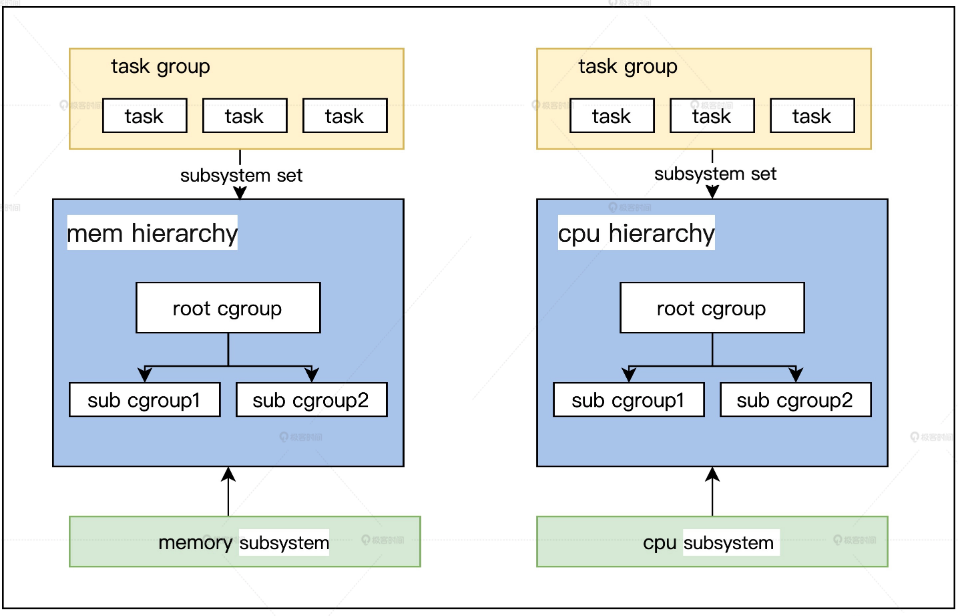 task group
task task task
subsystem set
mem hierarchy
root cgroup
sub cgroup1 sub cgroup2
memory subsystem
task group
task task task
subsystem set
cpu hierarchy
root cgroup
sub cgroup1 sub cgroup2
cpu subsystem